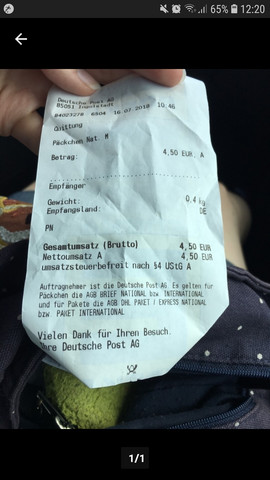 65% 12:20
Deutsche Post AG
85051 Ingolstadt
84023278 6504 16.07.2018 10:46
Quittung
Päckchen Nat. M
Betrag: 4,50 EUR A
Empfänger
Gewicht: 0,4 kg
Empfangsland: DE
PN
Gesamtumsatz (Brutto) 4,50 EUR
Nettoumsatz A 4,50 EUR
umsatzsteuerbefreit nach §4 UStG A
Auftragnehmer ist die Deutsche Post AG. Es gelten für
Päckchen die AGB BRIEF NATIONAL bzw INTERNATIONAL
und für Pakete die AGB DHL PAKET / EXPRESS NATIONAL
bzw PAKET INTERNATIONAL
Vielen Dank für Ihren Besuch.
Ihre Deutsche Post AG
1/1